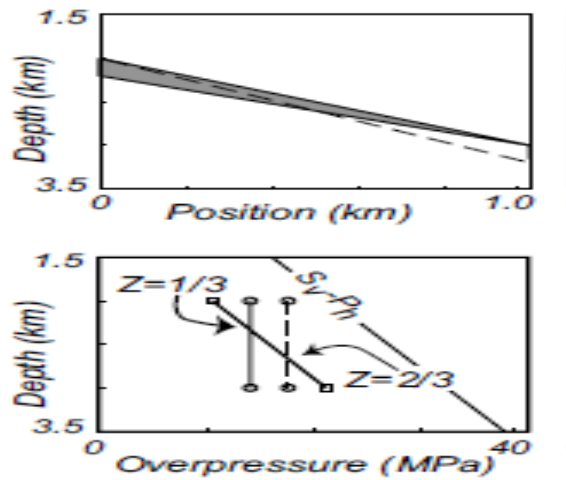 1.5
Depth (km)
3.5
0
Position (km)
1.0
1.5
Z=1/3
Sv-Ph
Depth (km)
Z=2/3
3.5
0
40
Overpressure (MPa)